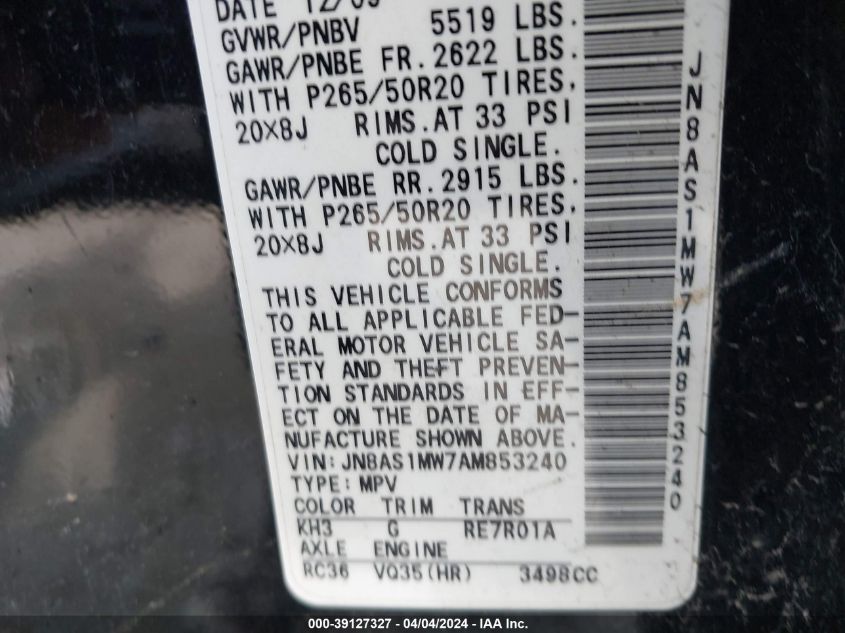 DATE 12/09
GVWR/PNBV 5519 LBS.
GAWR/PNBE FR.2622 LBS.
WITH P265/50R20 TIRES,
20X8J RIMS.AT 33 PSI
COLD SINGLE.
GAWR/PNBE RR.2915 LBS.
WITH P265/50R20 TIRES,
20X8J RIMS.AT 33 PSI
COLD SINGLE.
THIS VEHICLE CONFORMS
TO ALL APPLICABLE FED-
ERAL MOTOR VEHICLE SA-
FETY AND THEFT PREVEN-
TION STANDARDS IN EFF-
ECT ON THE DATE OF MA-
NUFACTURE SHOWN ABOVE.
VIN:JN8AS1MW7AM853240
TYPE:MPV
COLOR TRIM TRANS
KH3 G RE7R01A
AXLE ENGINE
RC36 VQ35(HR) 3498CC
JN8AS1MW7AM853240
000-39127327 - 04/04/2024 - IAA Inc.